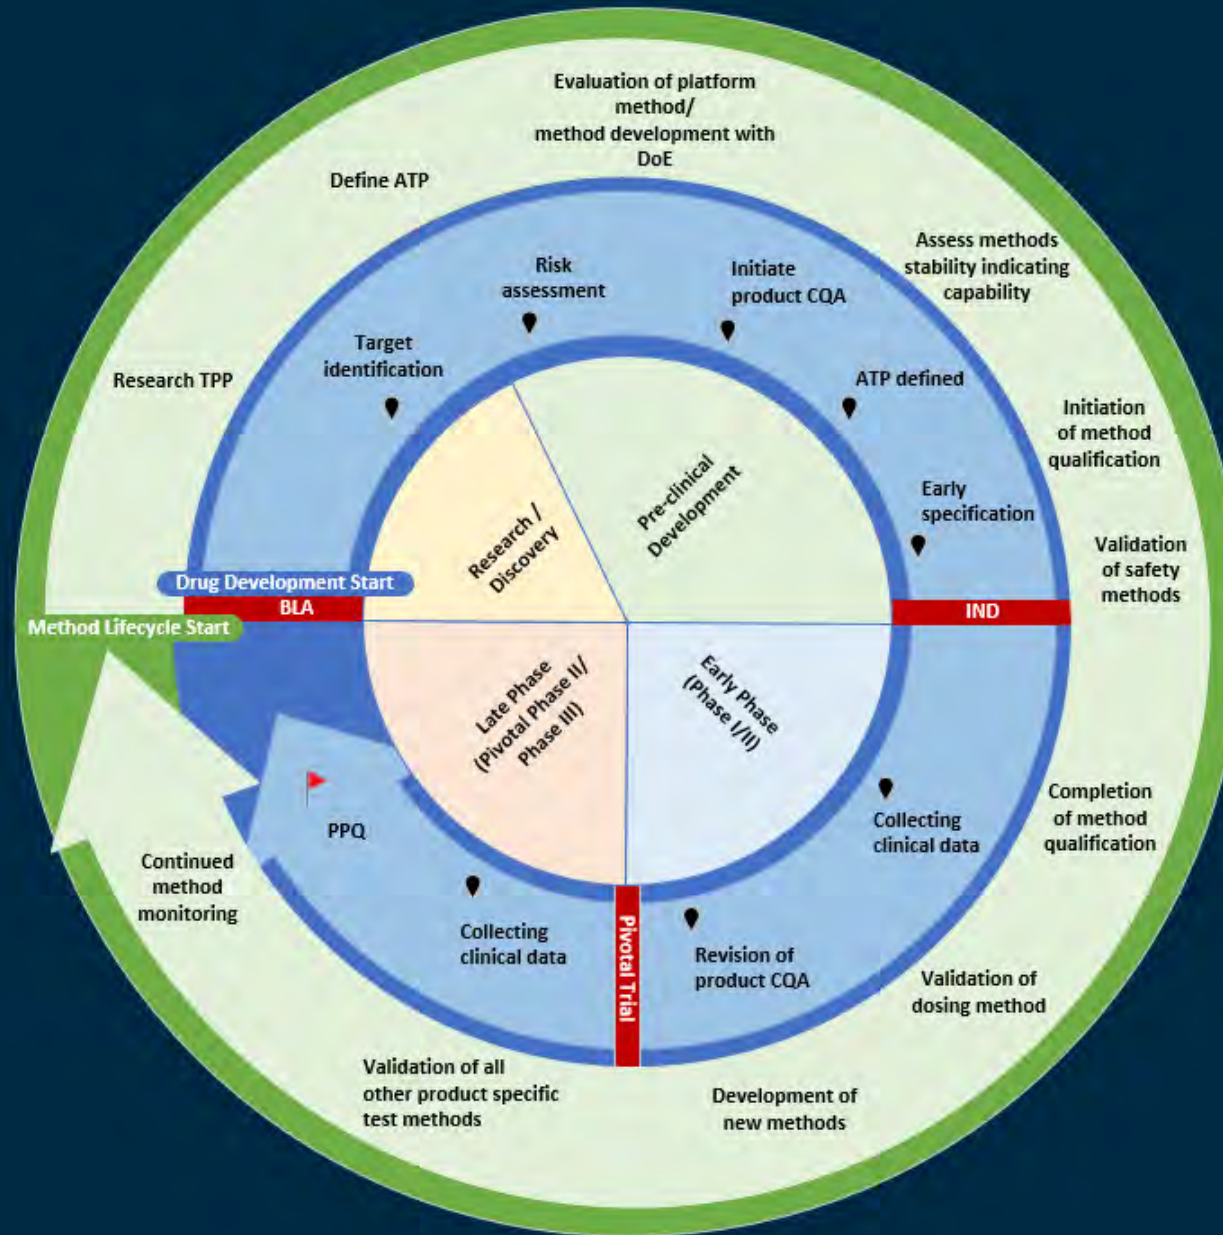 Evaluation of platform
method/
method development with
DoE
Define ATP
Assess methods
stability indicating
capability
Risk
assessment
Initiate
product CQA
Target
identification
Research TPP
ATP defined
Initiation
of method
qualification
Early
specification
Pre-clinical
Development
Research /
Discovery
Validation
of safety
methods
Drug Development Start
BLA
IND
Method Lifecycle Start
Late Phase
(Pivotal Phase II/
Phase III)
Early Phase
(Phase I/II)
Completion
of method
qualification
Collecting
clinical data
PPQ
Continued
method
monitoring
Collecting
clinical data
Pivotal Trial
Revision of
product CQA
Validation of
dosing method
Validation of all
other product specific
test methods
Development of
new methods